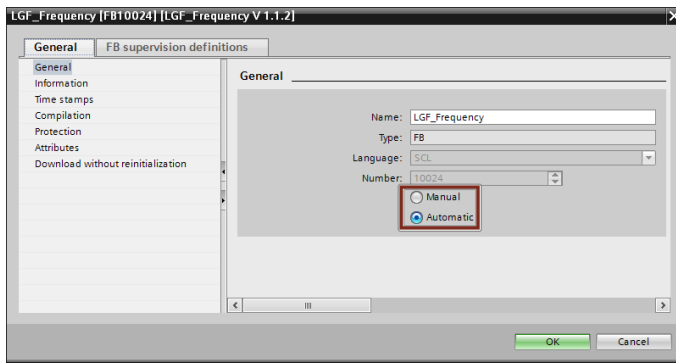 LGF_Frequency [FB10024] [LGF_Frequency V 1.1.2]
General
FB supervision definitions
General
Information
Time stamps
Compilation
Protection
Attributes
Download without reinitialization
General
Name: LGF_Frequency
Type: FB
Language: SCL
Number: 10024
Manual
Automatic
OK
Cancel